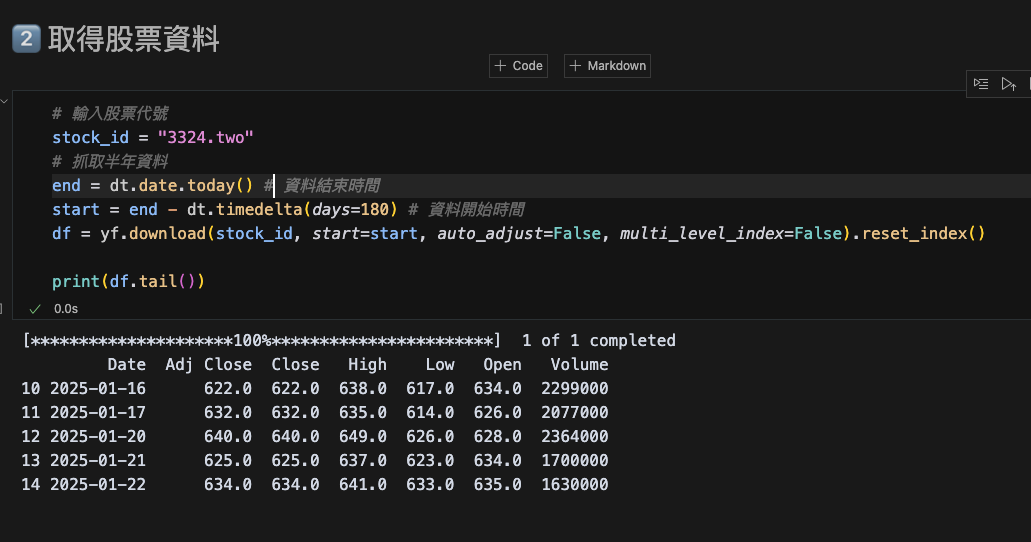 2 取得股票資料
+ Code + Markdown
# 輸入股票代號
stock_id = "3324.two"
# 抓取半年資料
end = dt.date.today() # 資料結束時間
start = end - dt.timedelta(days=180) # 資料開始時間
df = yf.download(stock_id, start=start, auto_adjust=False, multi_level_index=False).reset_index()
print(df.tail())
0.0s
[*********************100%***********************]  1 of 1 completed
Date  Adj Close  Close  High  Low  Open  Volume
10 2025-01-16  622.0  622.0  638.0  617.0  634.0  2299000
11 2025-01-17  632.0  632.0  635.0  614.0  626.0  2077000
12 2025-01-20  640.0  640.0  649.0  626.0  628.0  2364000
13 2025-01-21  625.0  625.0  637.0  623.0  634.0  1700000
14 2025-01-22  634.0  634.0  641.0  633.0  635.0  1630000